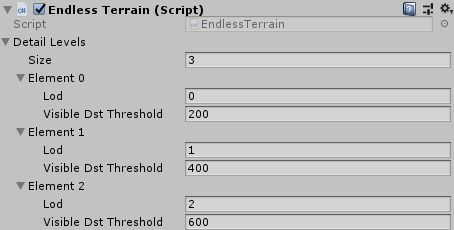 Endless Terrain (Script)
Script EndlessTerrain
Detail Levels
Size 3
Element 0
Lod 0
Visible Dst Threshold 200
Element 1
Lod 1
Visible Dst Threshold 400
Element 2
Lod 2
Visible Dst Threshold 600